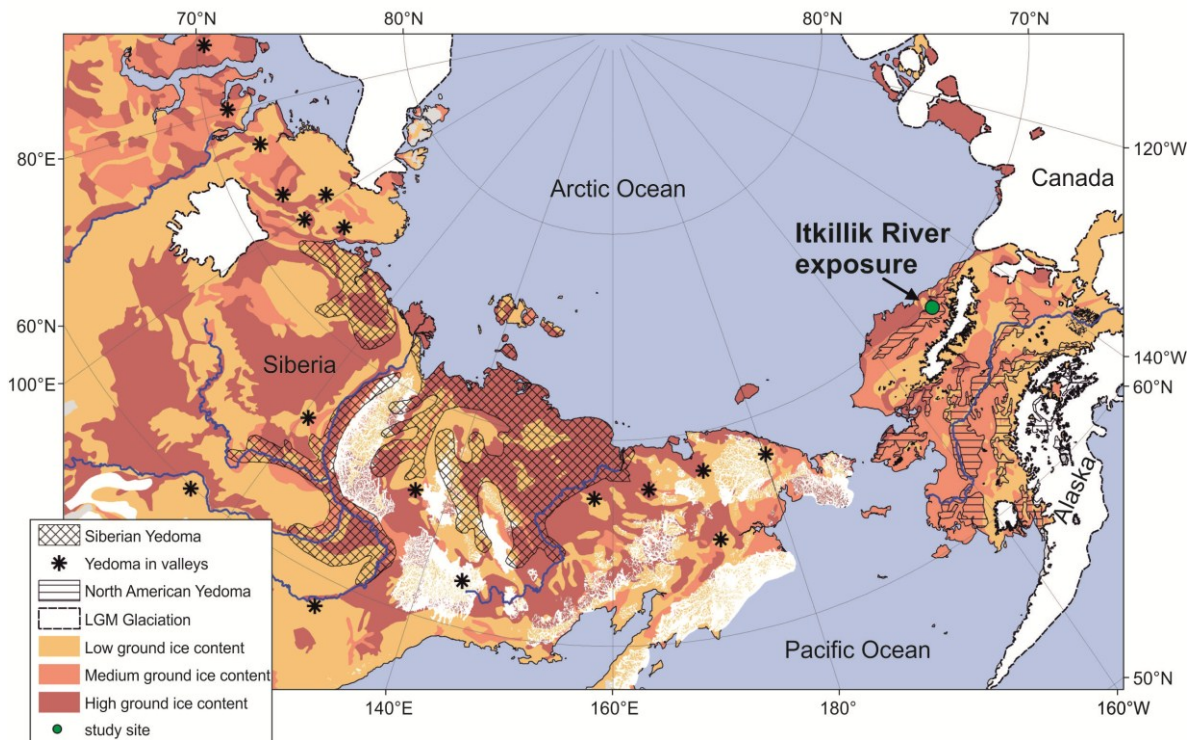 70°N
80°N
80°N
70°N
80°E
120°W
Canada
Arctic Ocean
Itkillik River
exposure
60°N
Siberia
100°E
140°W
60°N
Alaska
Siberian Yedoma
Yedoma in valleys
North American Yedoma
LGM Glaciation
Low ground ice content
Medium ground ice content
High ground ice content
study site
Pacific Ocean
50°N
140°E
160°E
180°
160°W